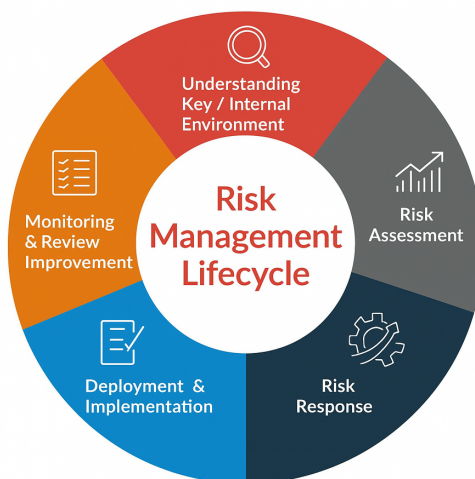 Understanding
Key / Internal
Environment
Risk
Assessment
Risk
Response
Deployment &
Implementation
Monitoring
& Review
Improvement
Risk
Management
Lifecycle